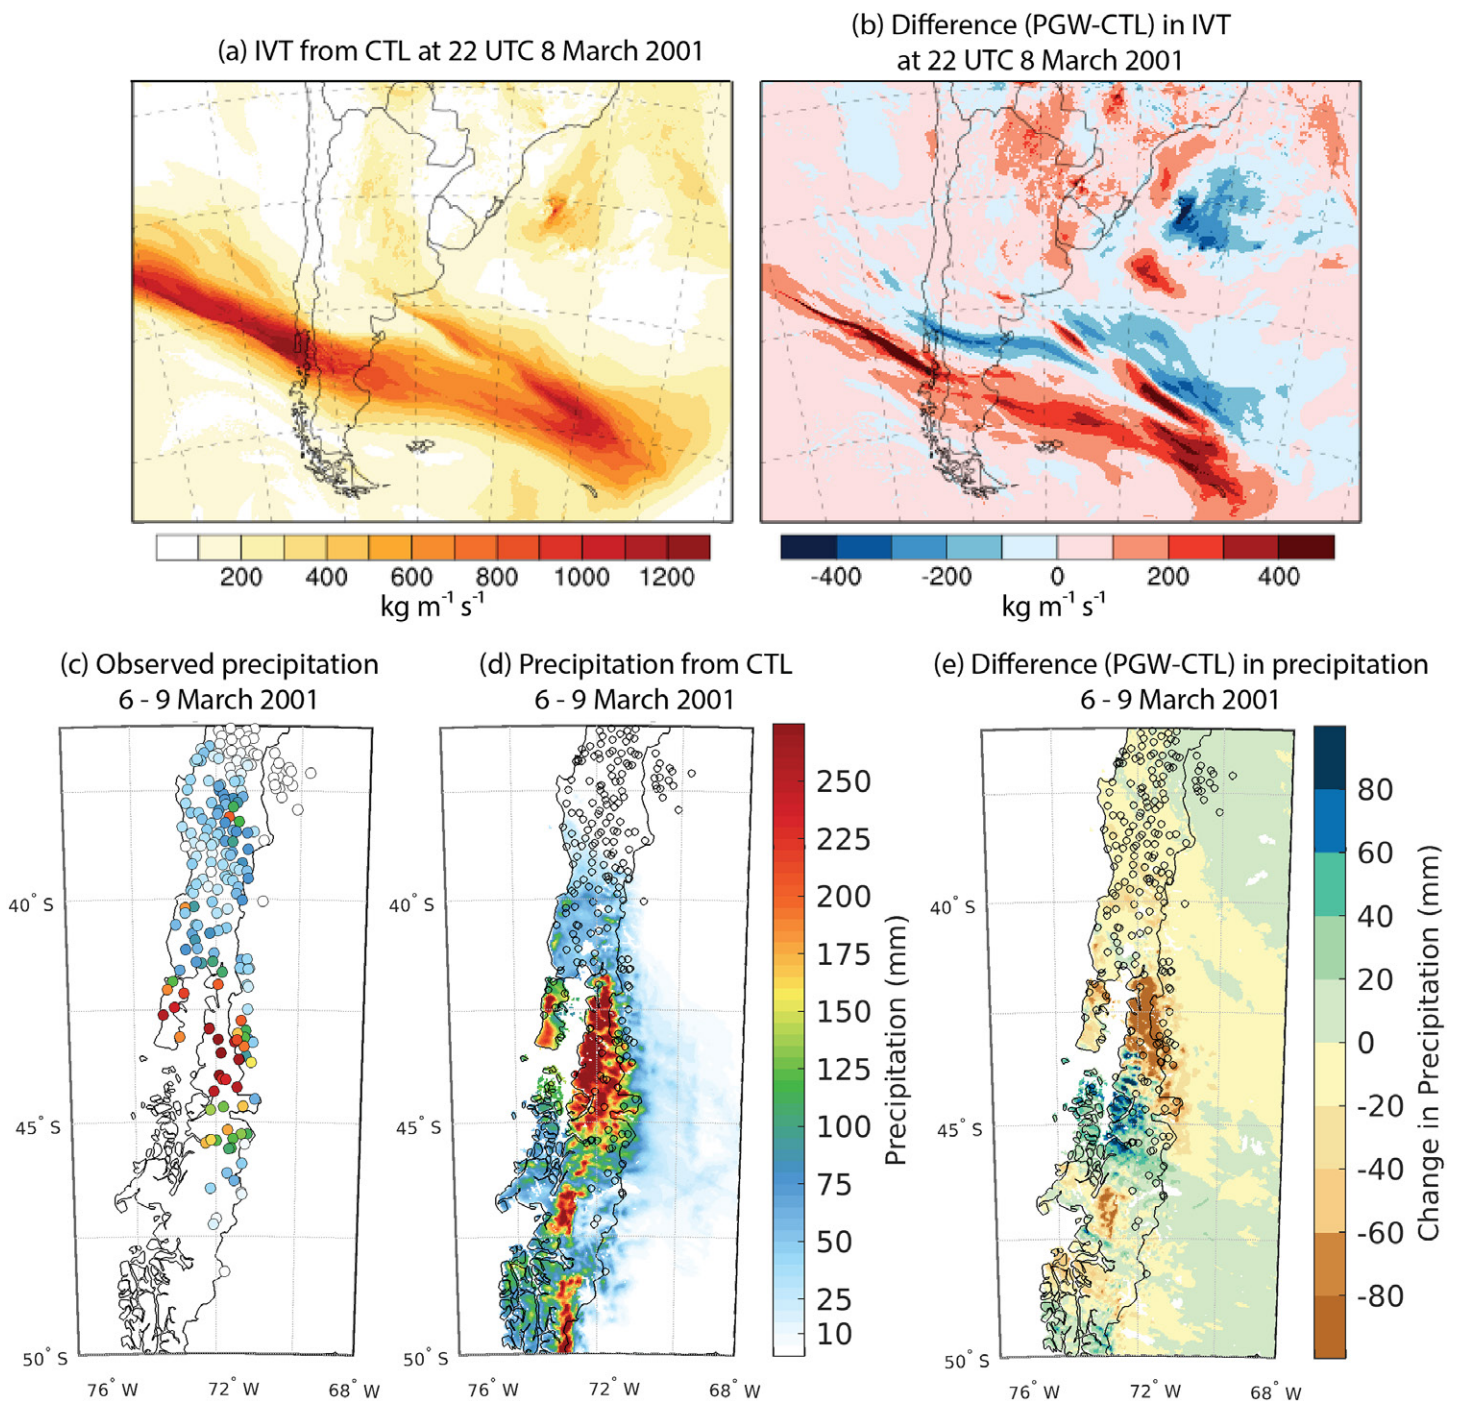 (a) IVT from CTL at 22 UTC 8 March 2001
(b) Difference (PGW-CTL) in IVT
at 22 UTC 8 March 2001
200 400 600 800 1000 1200
kg m⁻¹ s⁻¹
-400 -200 0 200 400
kg m⁻¹ s⁻¹
(c) Observed precipitation
6 - 9 March 2001
40° S
45° S
50° S
76° W 72° W 68° W
(d) Precipitation from CTL
6 - 9 March 2001
40° S
45° S
50° S
76° W 72° W 68° W
250
225
200
175
150
125
100
75
50
25
10
Precipitation (mm)
(e) Difference (PGW-CTL) in precipitation
6 - 9 March 2001
40° S
45° S
50° S
76° W 72° W 68° W
80
60
40
20
0
-20
-40
-60
-80
Change in Precipitation (mm)